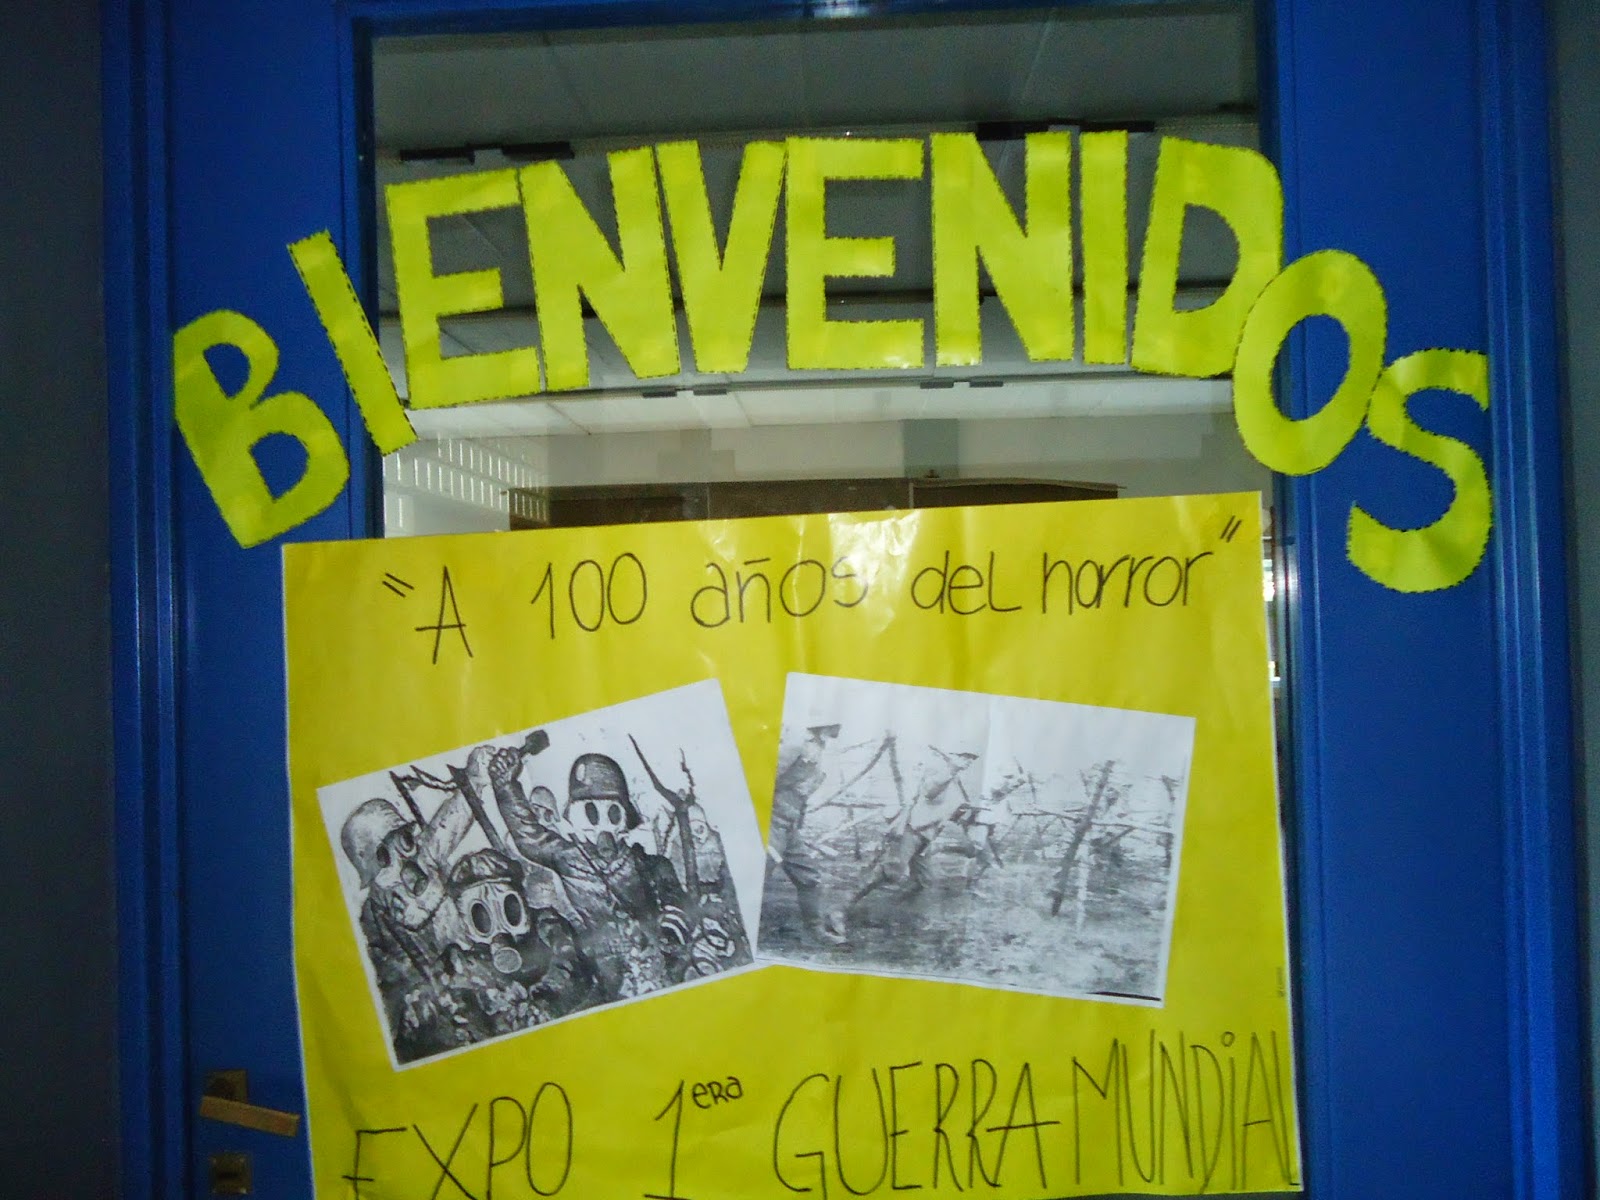 BIENVENIDOS
"A 100 años del horror"
EXPO 1era GUERRA MUNDiAL